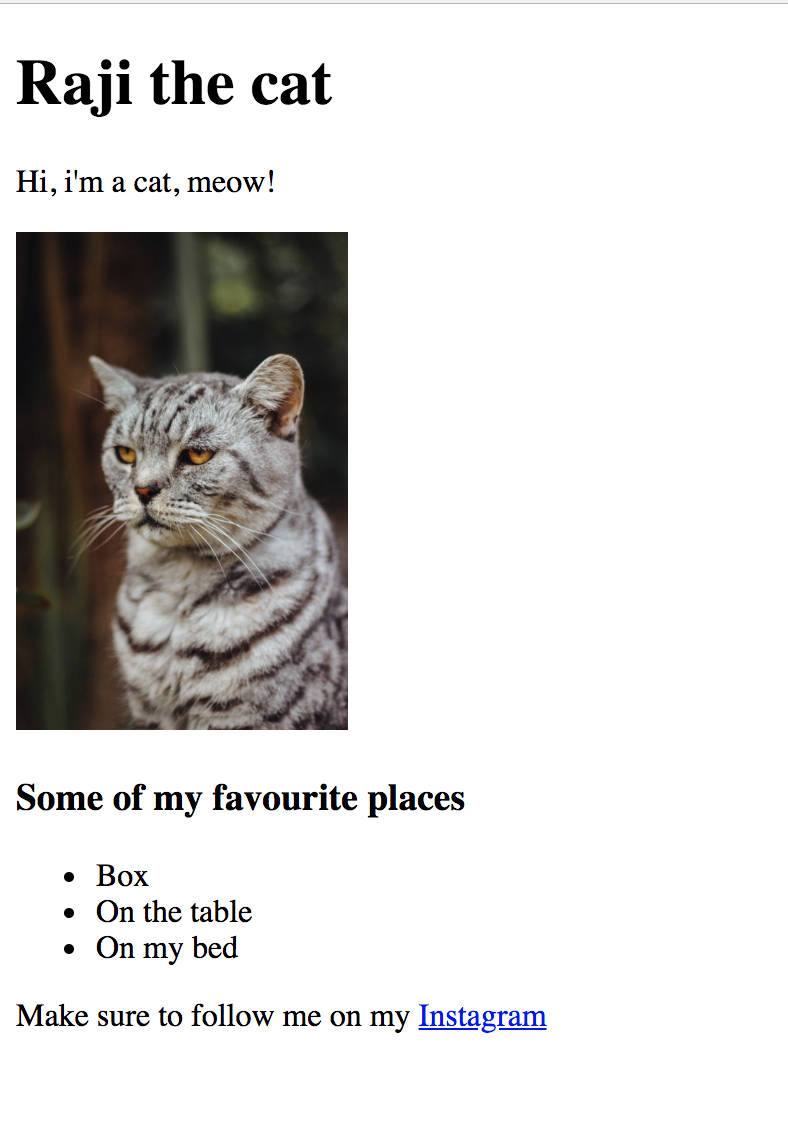 Raji the cat
Hi, i'm a cat, meow!
Some of my favourite places
Box
On the table
On my bed
Make sure to follow me on my Instagram